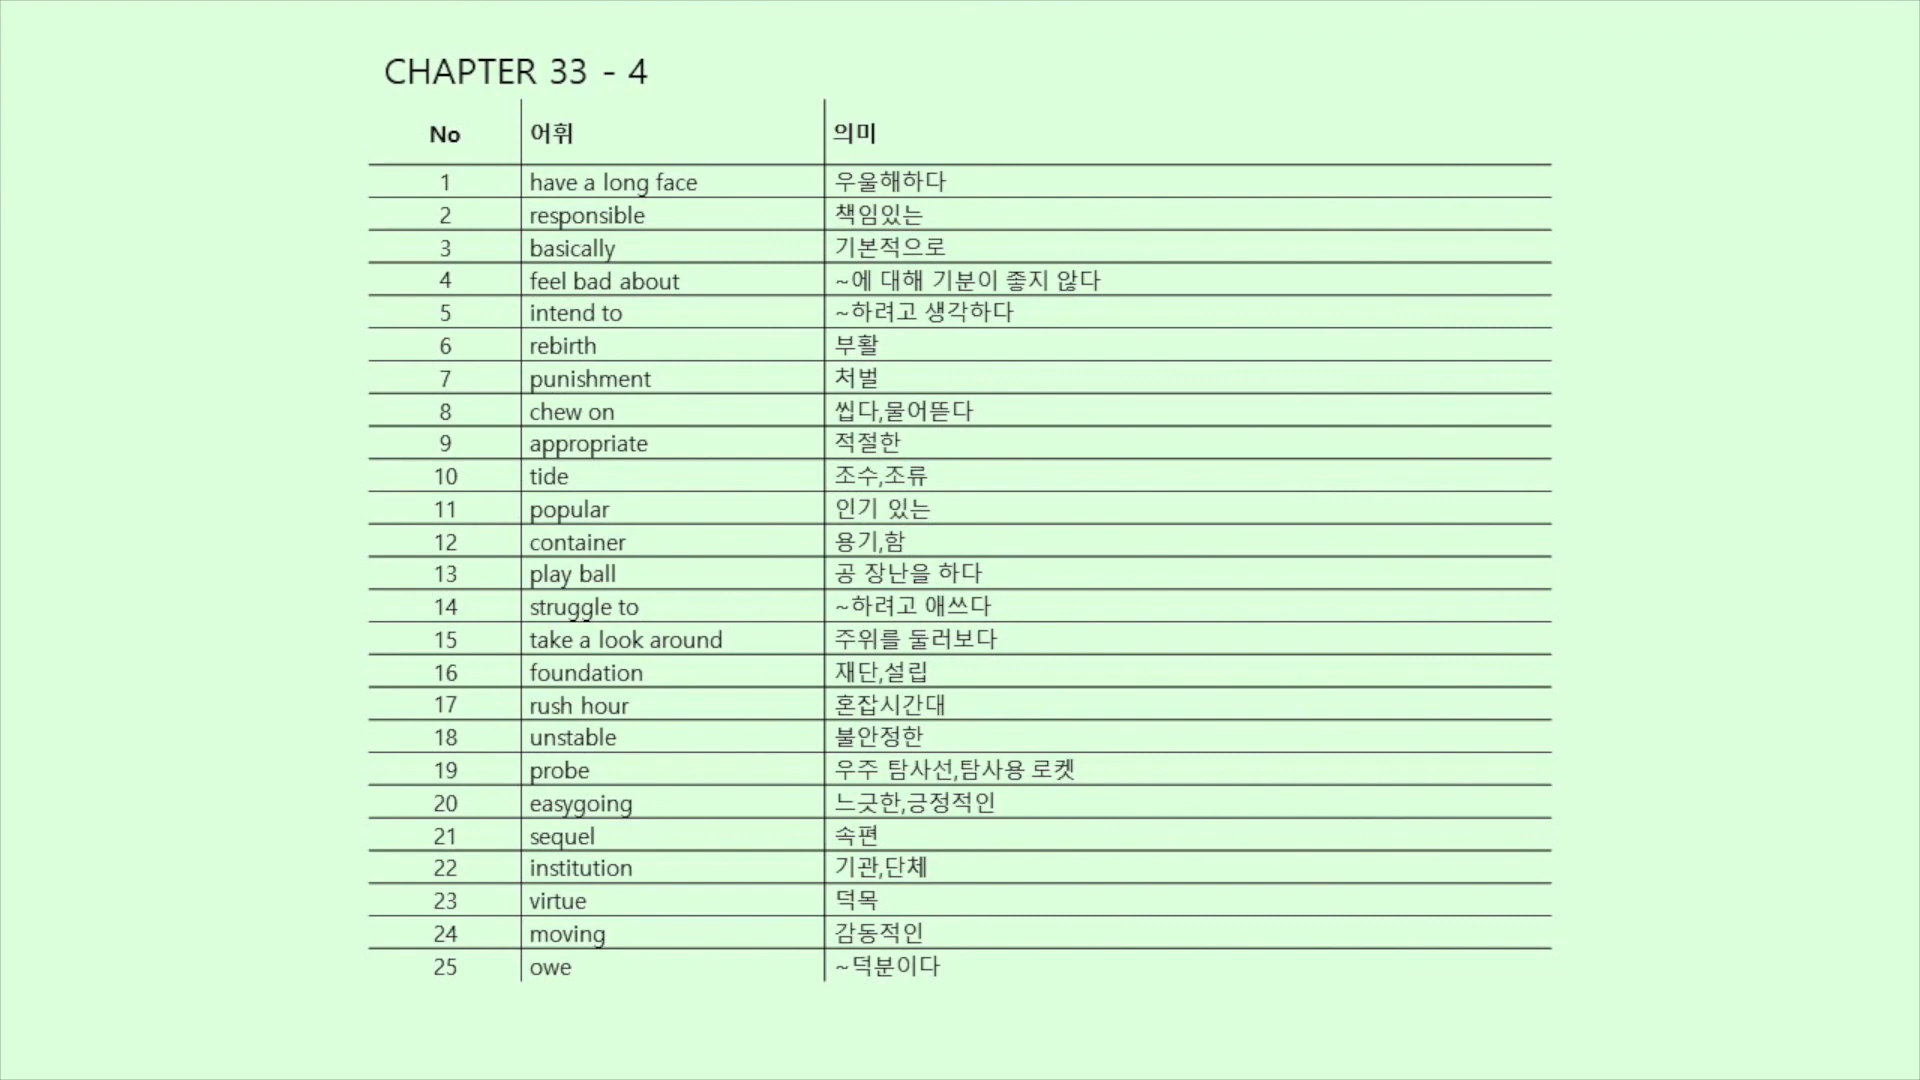 CHAPTER 33 - 4
No 어휘 의미
1 have a long face 우울해하다
2 responsible 책임있는
3 basically 기본적으로
4 feel bad about ~에 대해 기분이 좋지 않다
5 intend to ~하려고 생각하다
6 rebirth 부활
7 punishment 처벌
8 chew on 씹다,물어뜯다
9 appropriate 적절한
10 tide 조수,조류
11 popular 인기 있는
12 container 용기,함
13 play ball 공 장난을 하다
14 struggle to ~하려고 애쓰다
15 take a look around 주위를 둘러보다
16 foundation 재단,설립
17 rush hour 혼잡시간대
18 unstable 불안정한
19 probe 우주 탐사선,탐사용 로켓
20 easygoing 느긋한,긍정적인
21 sequel 속편
22 institution 기관,단체
23 virtue 덕목
24 moving 감동적인
25 owe ~덕분이다